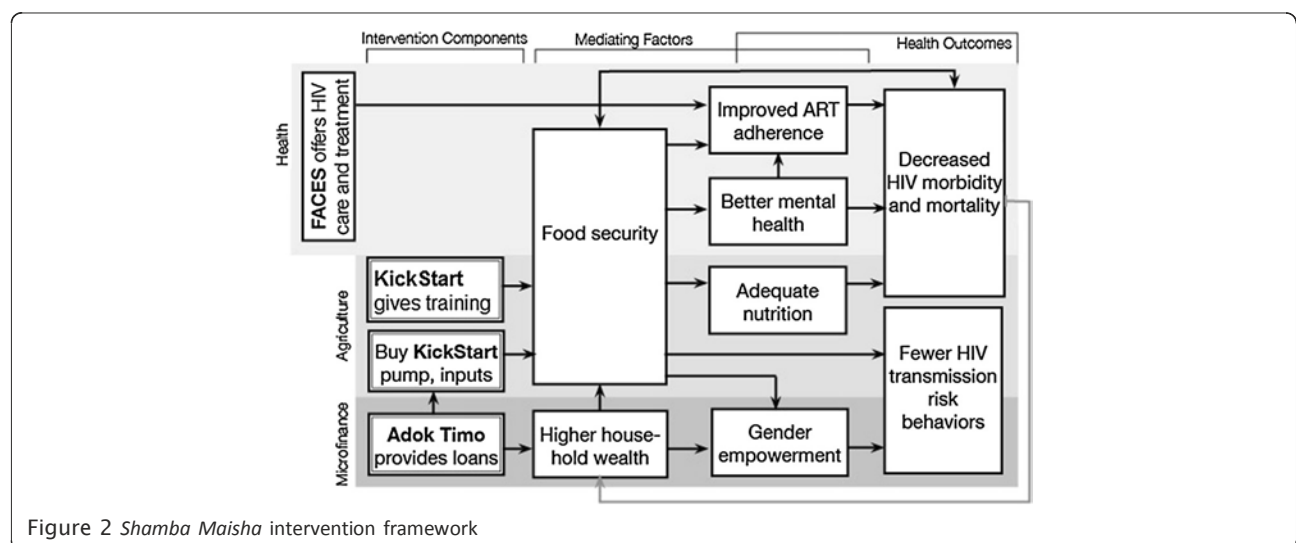 Intervention Components
Mediating Factors
Health Outcomes
Health
FACES offers HIV
care and treatment
Improved ART
adherence
Decreased
HIV morbidity
and mortality
Better mental
health
Food security
Agriculture
KickStart
gives training
Adequate
nutrition
Buy KickStart
pump, inputs
Fewer HIV
transmission
risk
behaviors
Microfinance
Adok Timo
provides loans
Higher house-
hold wealth
Gender
empowerment
Figure 2 Shamba Maisha intervention framework